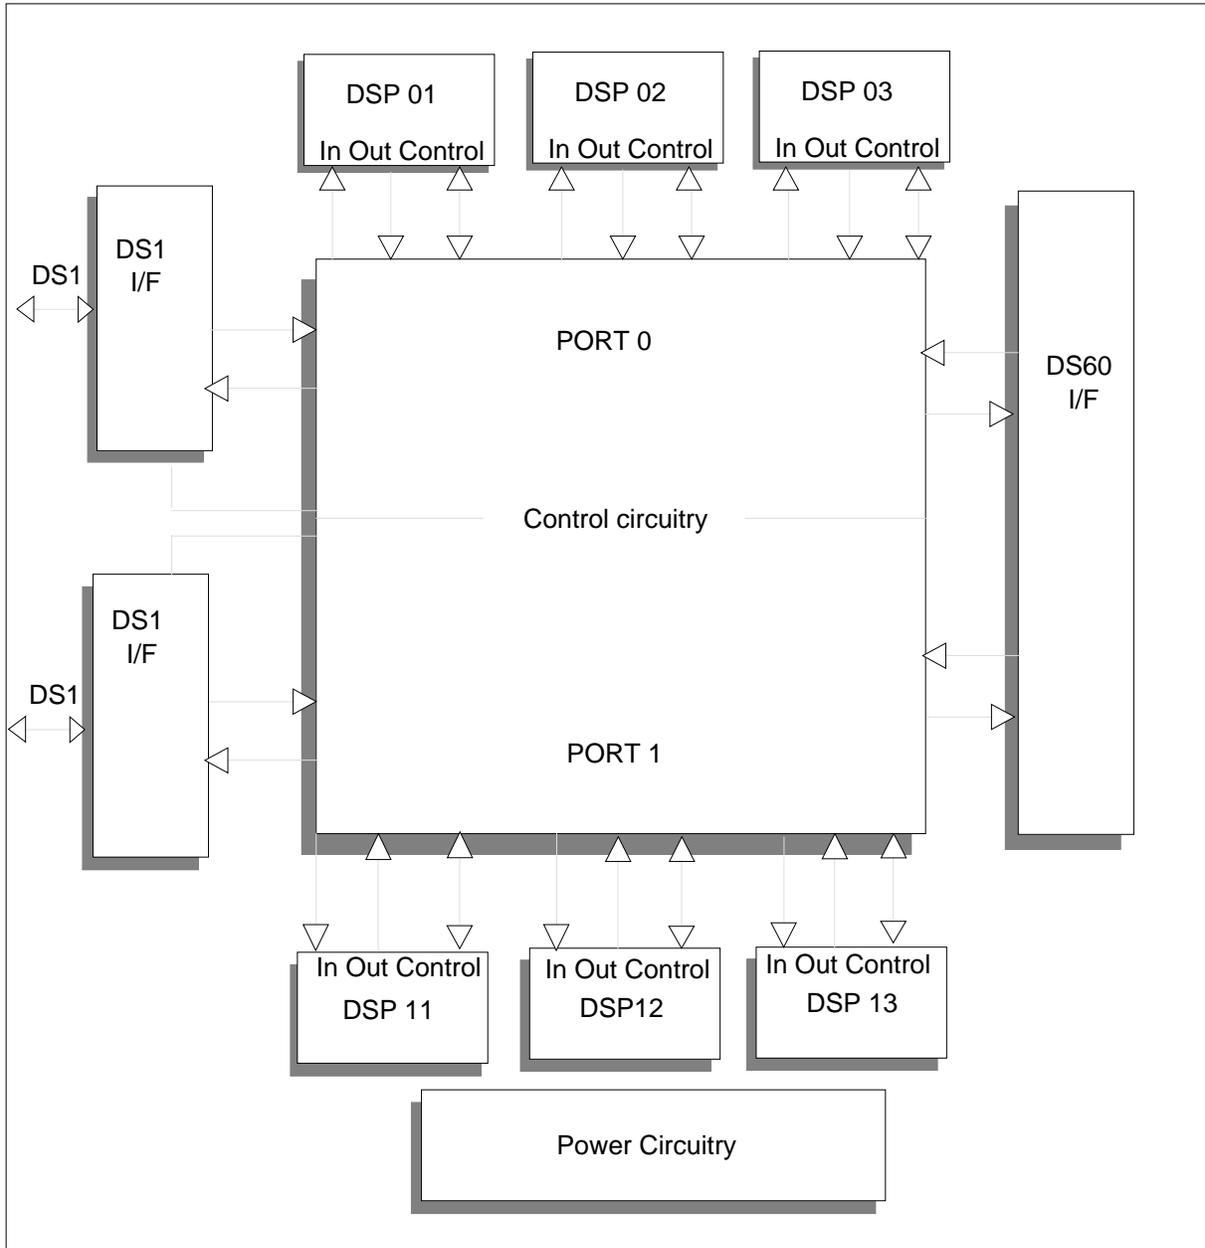 DSP 01
In Out Control
DSP 02
In Out Control
DSP 03
In Out Control
DS1
I/F
DS1
PORT 0
DS60
I/F
Control circuitry
DS1
I/F
DS1
PORT 1
In Out Control
DSP 11
In Out Control
DSP12
In Out Control
DSP 13
Power Circuitry